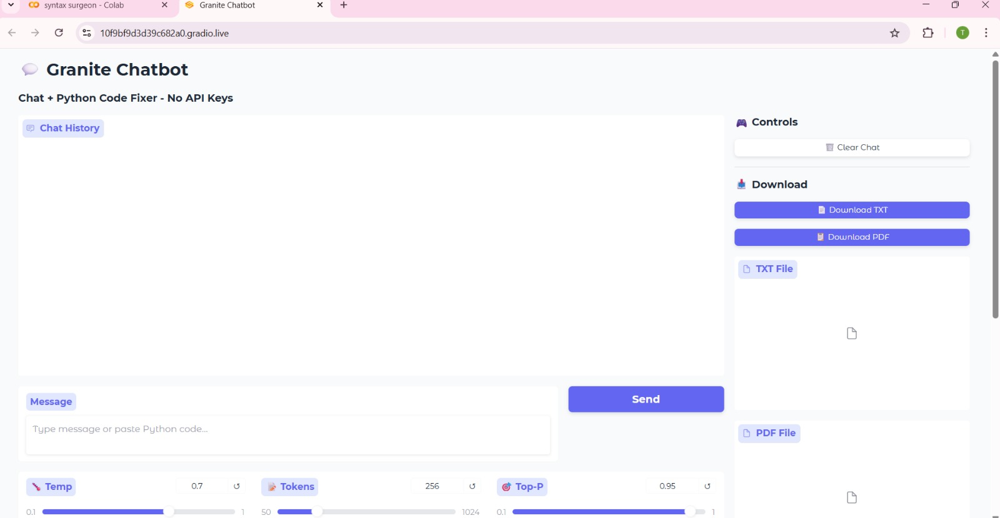 syntax surgeon - Colab
Granite Chatbot
10f9bf9d3d39c682a0.gradio.live
T
Granite Chatbot
Chat + Python Code Fixer - No API Keys
Chat History
Message
Type message or paste Python code...
Send
Temp
0.7
0.1
1
Tokens
256
50
1024
Top-P
0.95
0.1
1
Controls
Clear Chat
Download
Download TXT
Download PDF
TXT File
PDF File